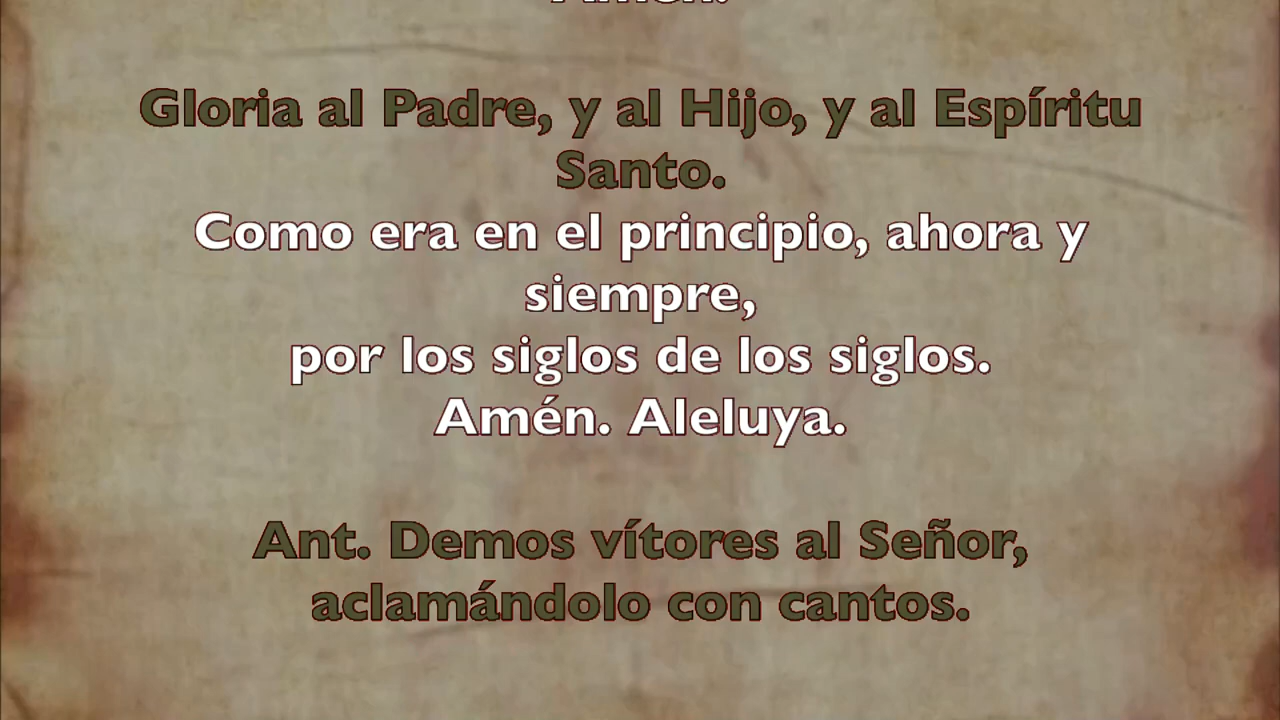 Gloria al Padre, y al Hijo, y al Espíritu
Santo.
Como era en el principio, ahora y
siempre,
por los siglos de los siglos.
Amén. Aleluya.
Ant. Demos vítores al Señor,
aclamándolo con cantos.